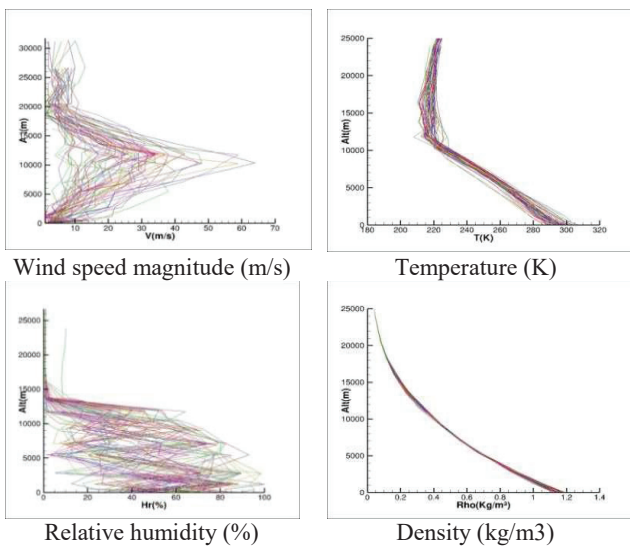 30000
25000
20000
15000
10000
5000
0
Alt(m)
10 20 30 40 50 60 70
V(m/s)
25000
20000
15000
10000
5000
0
Alt(m)
180 200 220 240 260 280 300 320
T(K)
Wind speed magnitude (m/s)
Temperature (K)
25000
20000
15000
10000
5000
0
Alt(m)
0 20 40 60 80 100
Hr(%)
25000
20000
15000
10000
5000
0
Alt(m)
0 0.2 0.4 0.6 0.8 1 1.2 1.4
Rho(Kg/m³)
Relative humidity (%)
Density (kg/m3)